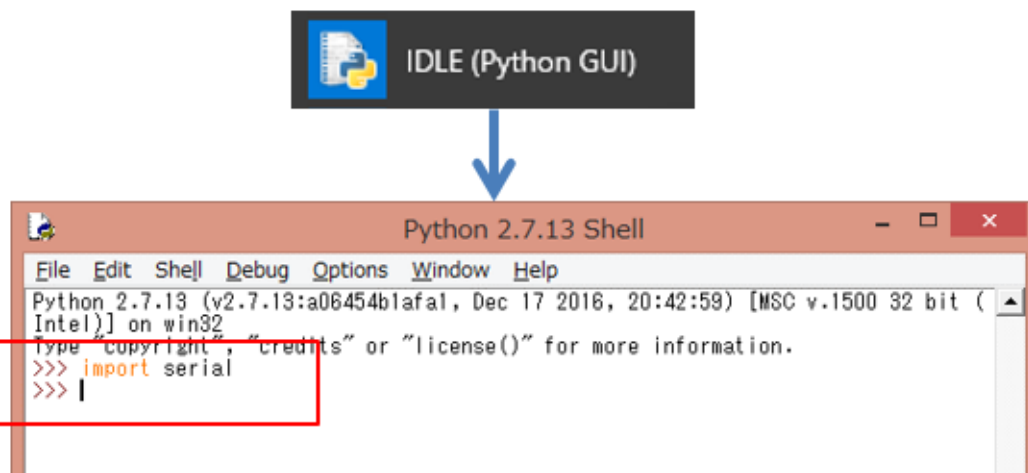 IDLE (Python GUI)
Python 2.7.13 Shell
File Edit Shell Debug Options Window Help
Python 2.7.13 (v2.7.13:a06454b1afa1, Dec 17 2016, 20:42:59) [MSC v.1500 32 bit (
Intel)] on win32
Type "copyright", "credits" or "license()" for more information.
>>> import serial
>>>